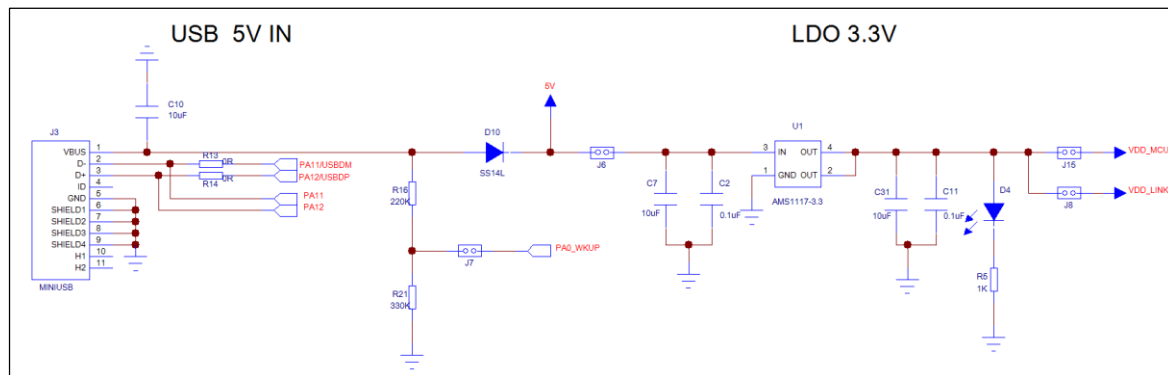 USB 5V IN
LDO 3.3V
C10
10uF
J3
VBUS 1
D- 2
D+ 3
ID 4
GND 5
SHIELD1 6
SHIELD2 7
SHIELD3 8
SHIELD4 9
H1 10
H2 11
MINIUSB
R13
0R
R14
0R
PA11/USBDM
PA12/USBDP
PA11
PA12
R16
220K
R21
330K
J7
PA0_WKUP
D10
SS14L
5V
J6
C7
10uF
C2
0.1uF
U1
3 IN OUT 4
1 GND OUT 2
AMS1117-3.3
C31
10uF
C11
0.1uF
D4
R5
1K
J15
VDD_MCU
J8
VDD_LINK